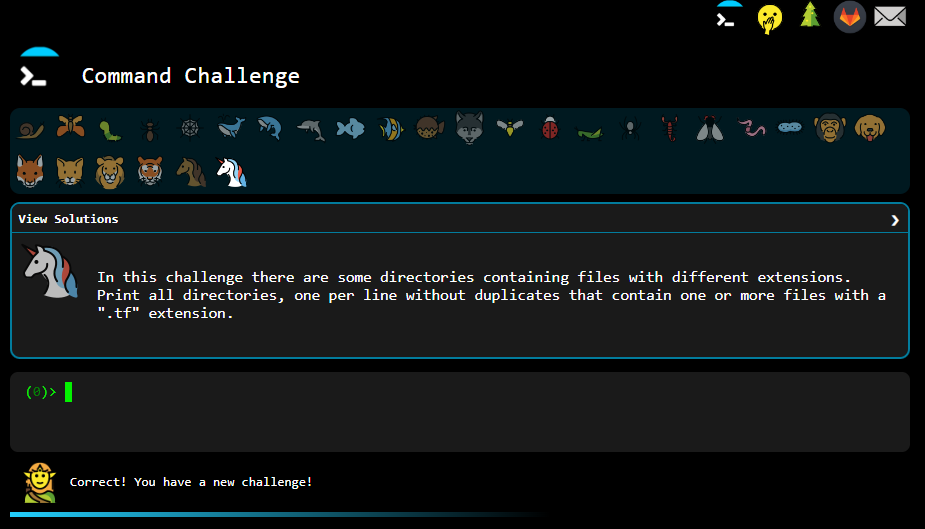 Command Challenge
View Solutions
In this challenge there are some directories containing files with different extensions.
Print all directories, one per line without duplicates that contain one or more files with a
".tf" extension.
(0)>
Correct! You have a new challenge!